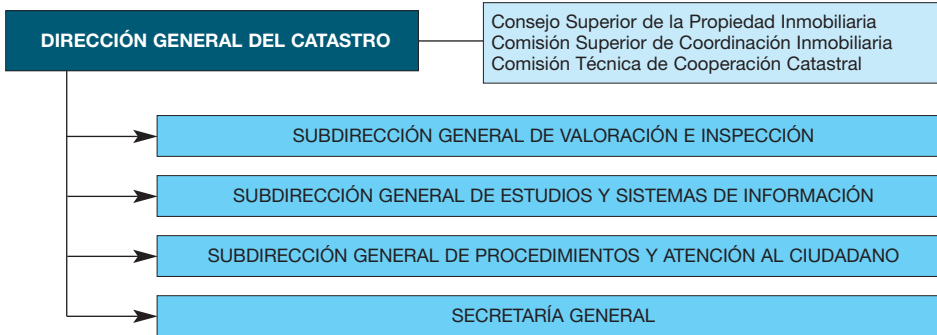 DIRECCIÓN GENERAL DEL CATASTRO
Consejo Superior de la Propiedad Inmobiliaria
Comisión Superior de Coordinación Inmobiliaria
Comisión Técnica de Cooperación Catastral
SUBDIRECCIÓN GENERAL DE VALORACIÓN E INSPECCIÓN
SUBDIRECCIÓN GENERAL DE ESTUDIOS Y SISTEMAS DE INFORMACIÓN
SUBDIRECCIÓN GENERAL DE PROCEDIMIENTOS Y ATENCIÓN AL CIUDADANO
SECRETARÍA GENERAL